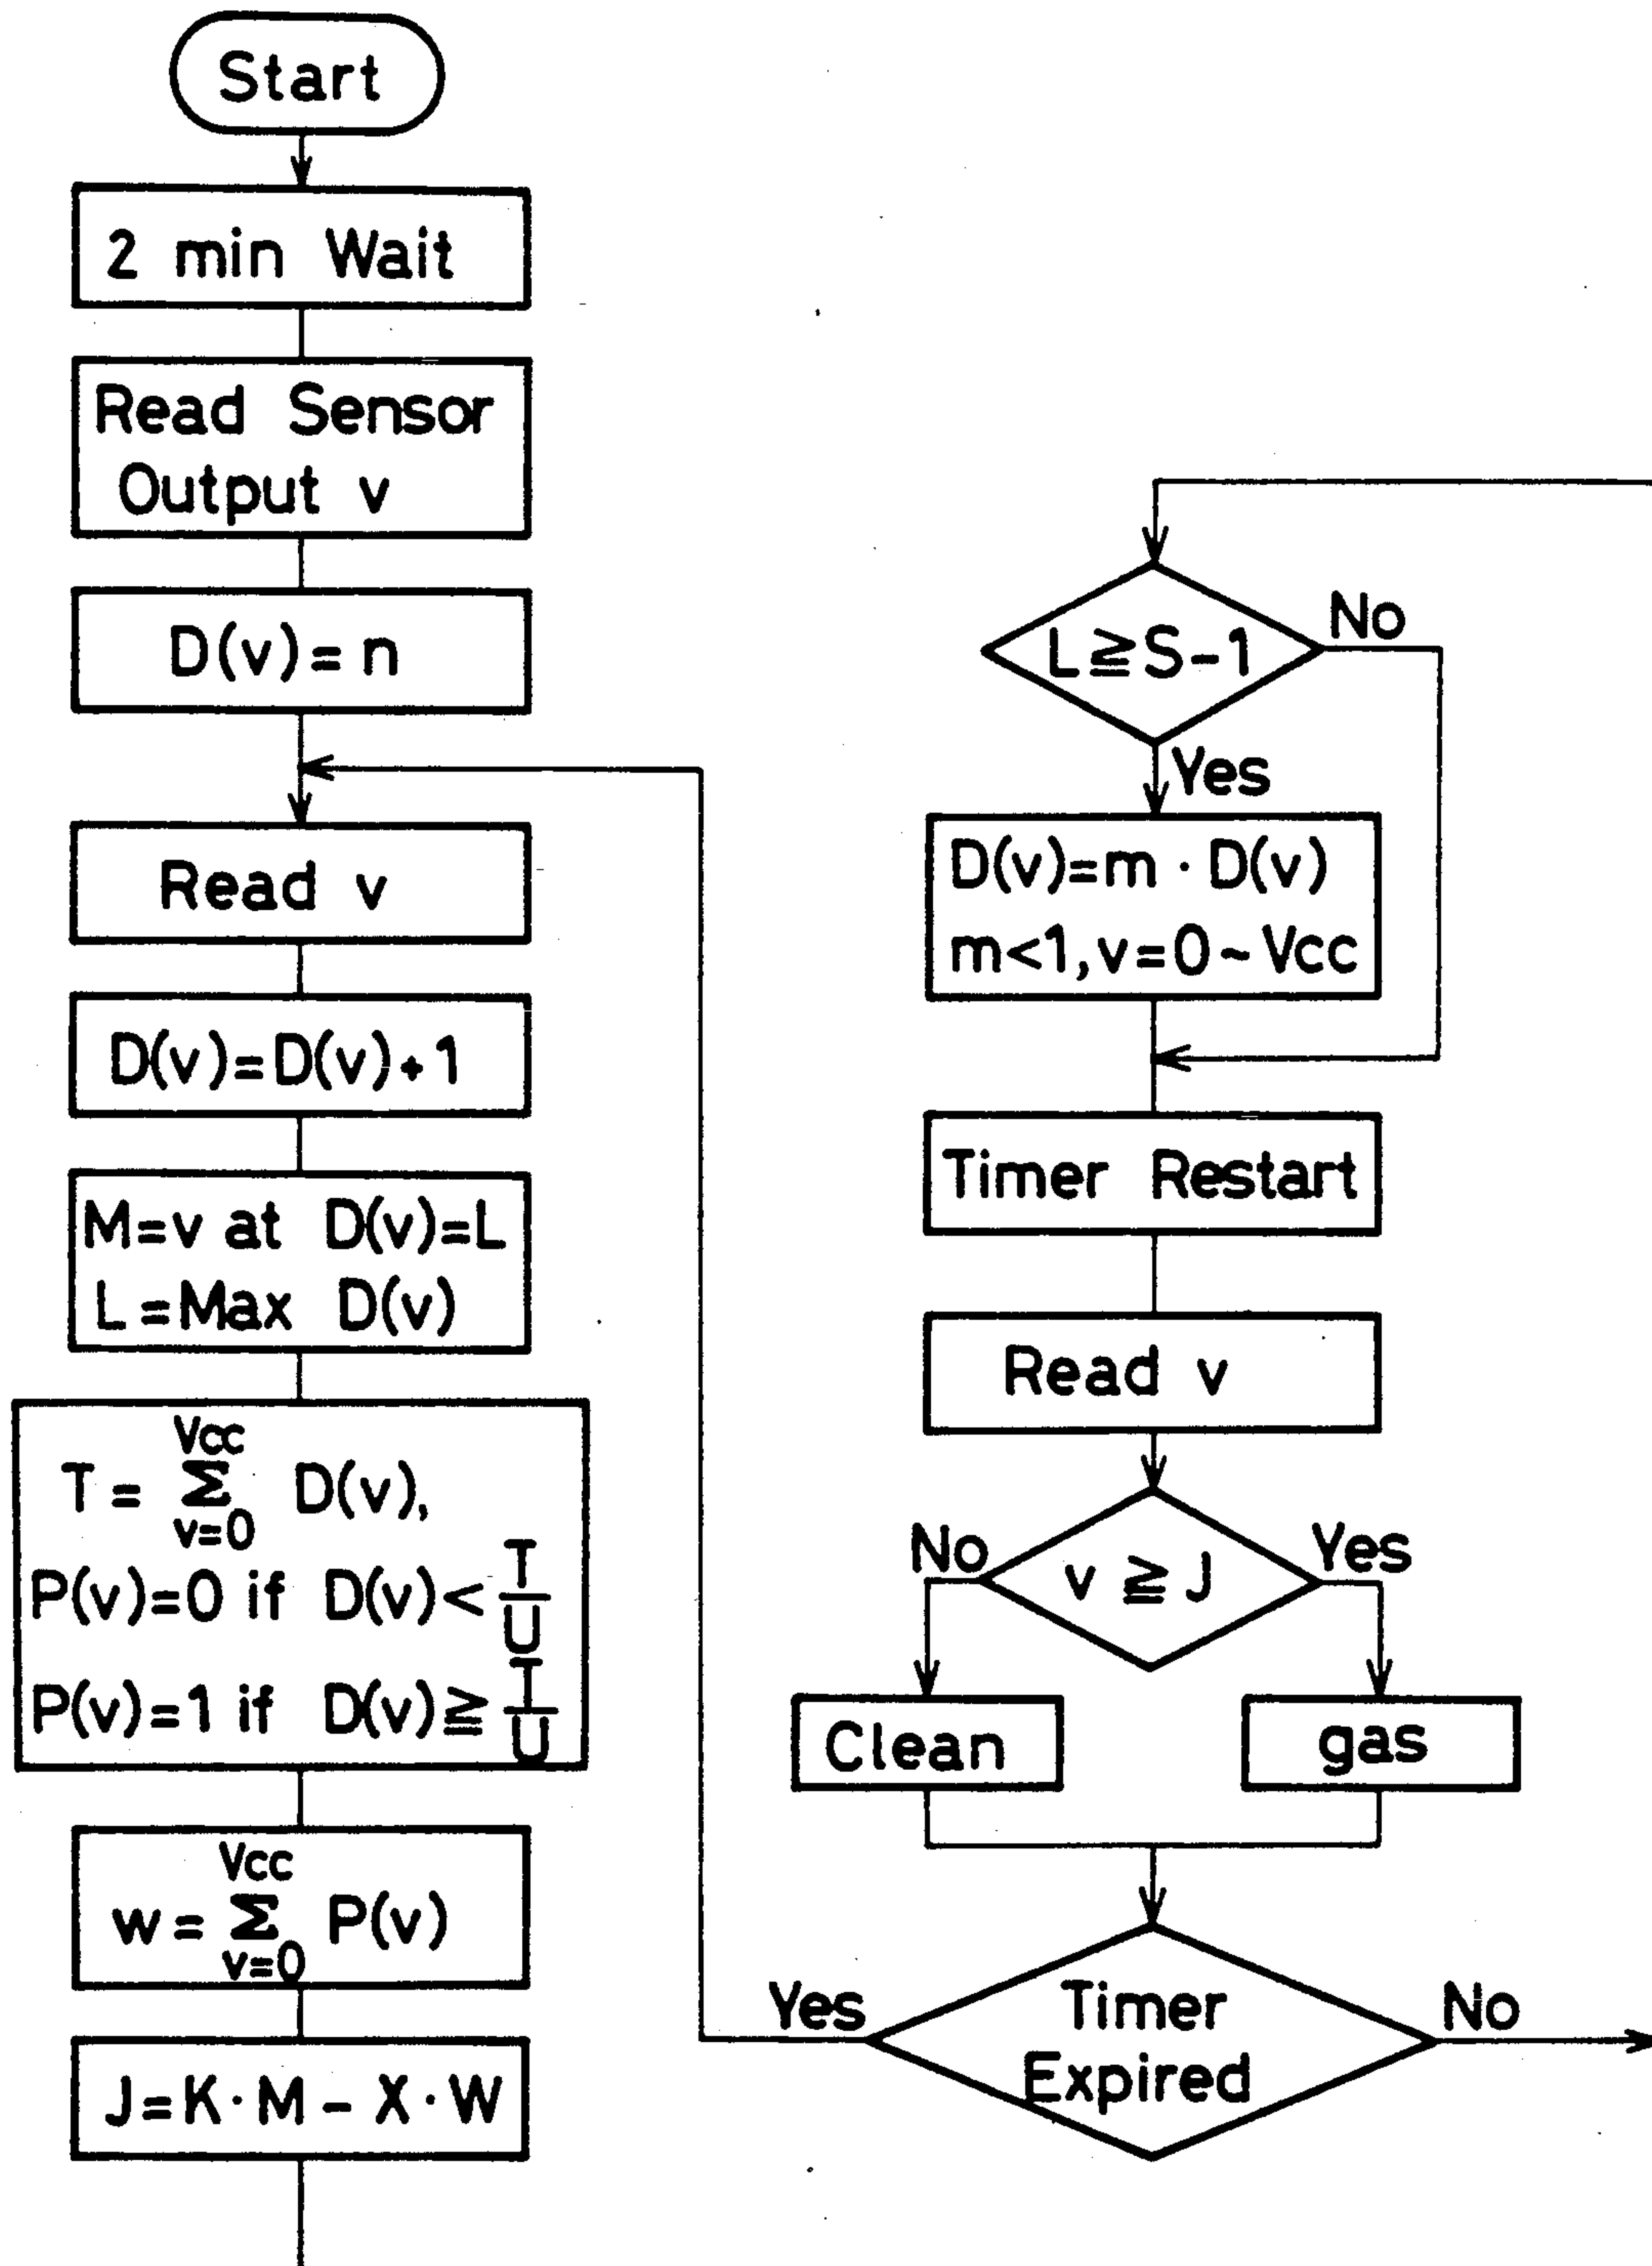 Start
2 min Wait
Read Sensor
Output v
D(v)=n
Read v
D(v)=D(v)+1
M=v at D(v)=L
L=Max D(v)
Vcc
T= Σ D(v),
v=0
P(v)=0 if D(v)< T/U
P(v)=1 if D(v)≧ T/U
Vcc
w= Σ P(v)
v=0
J=K·M - X·W
L≧S-1
No
Yes
D(v)=m · D(v)
m<1, v=0 ~ Vcc
Timer Restart
Read v
No
v ≧ J
Yes
Clean
gas
Yes
Timer
Expired
No